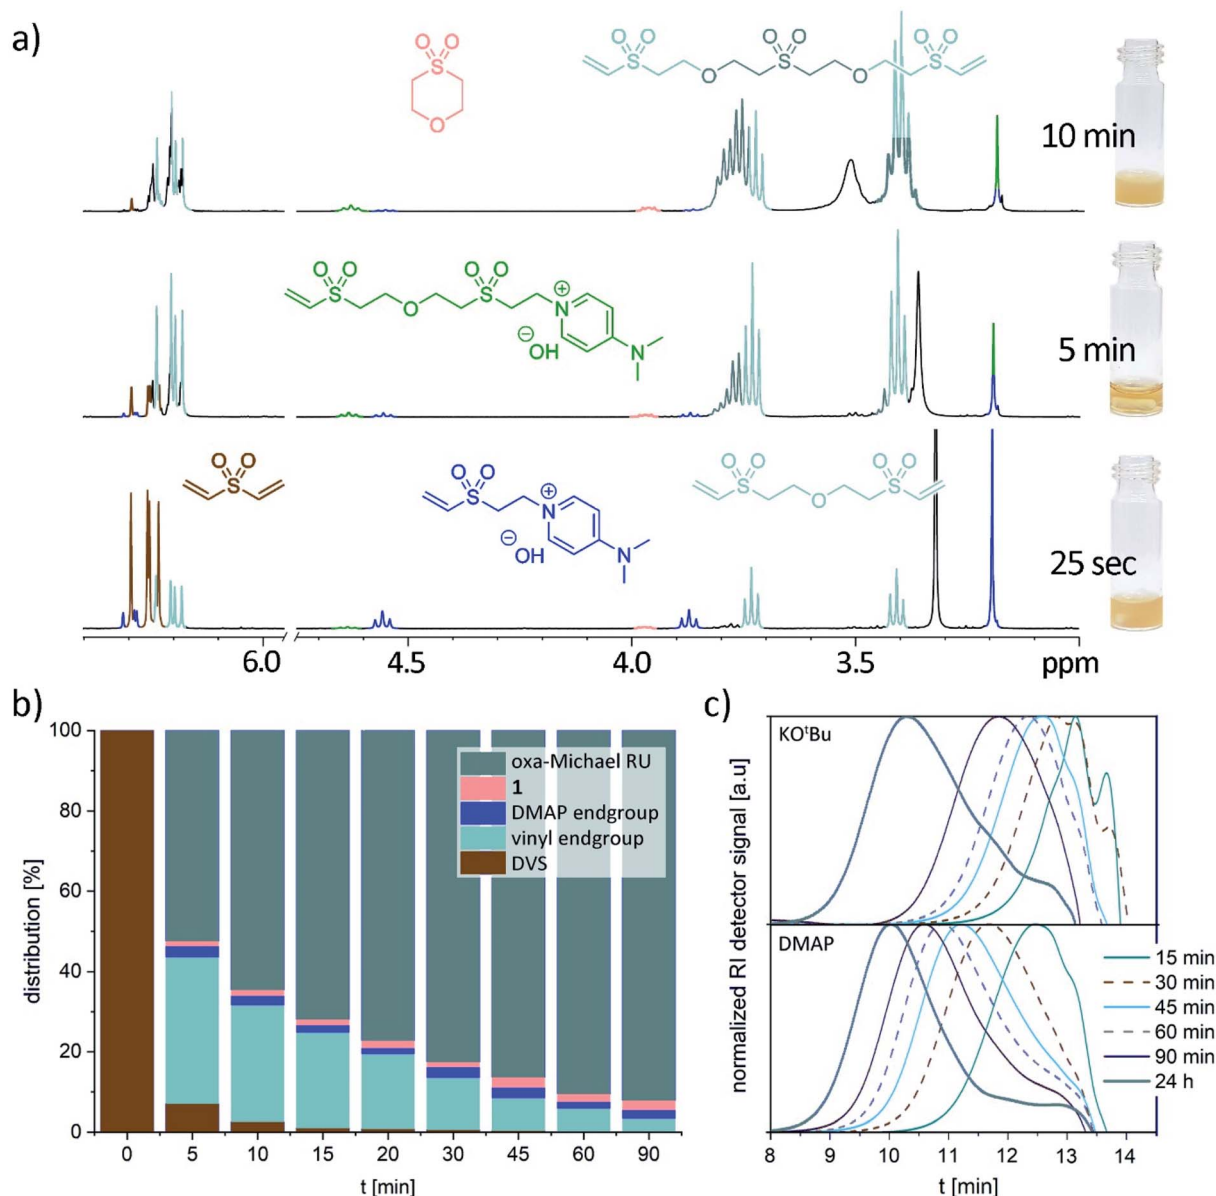 a)
O O
S
O
O O
S
O
O O
S
O
O O
S
10 min
O O
S
O
O O
S
N
+
−
OH
N
5 min
O O
S
O O
S
N
+
−
OH
N
O O
S
O
O O
S
25 sec
6.0 4.5 4.0 3.5 ppm
b)
100
80
60
40
20
0
distribution [%]
oxa-Michael RU
1
DMAP endgroup
vinyl endgroup
DVS
0 5 10 15 20 30 45 60 90
t [min]
c)
normalized RI detector signal [a.u]
KOᵗBu
DMAP
15 min
30 min
45 min
60 min
90 min
24 h
8 9 10 11 12 13 14
t [min]